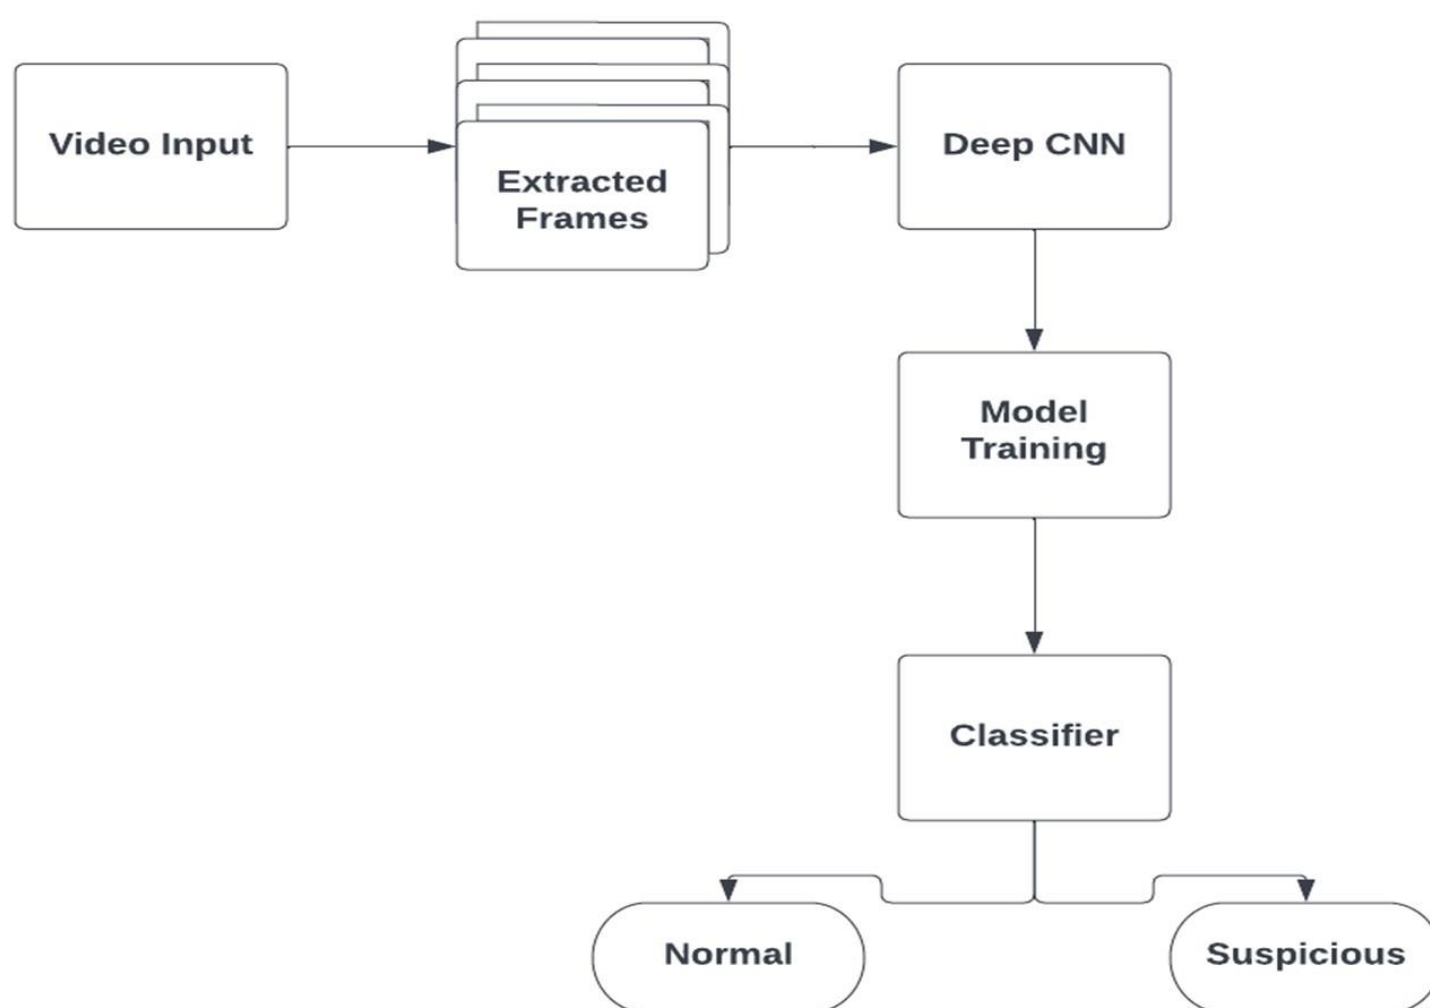 Video Input
Extracted
Frames
Deep CNN
Model
Training
Classifier
Normal
Suspicious